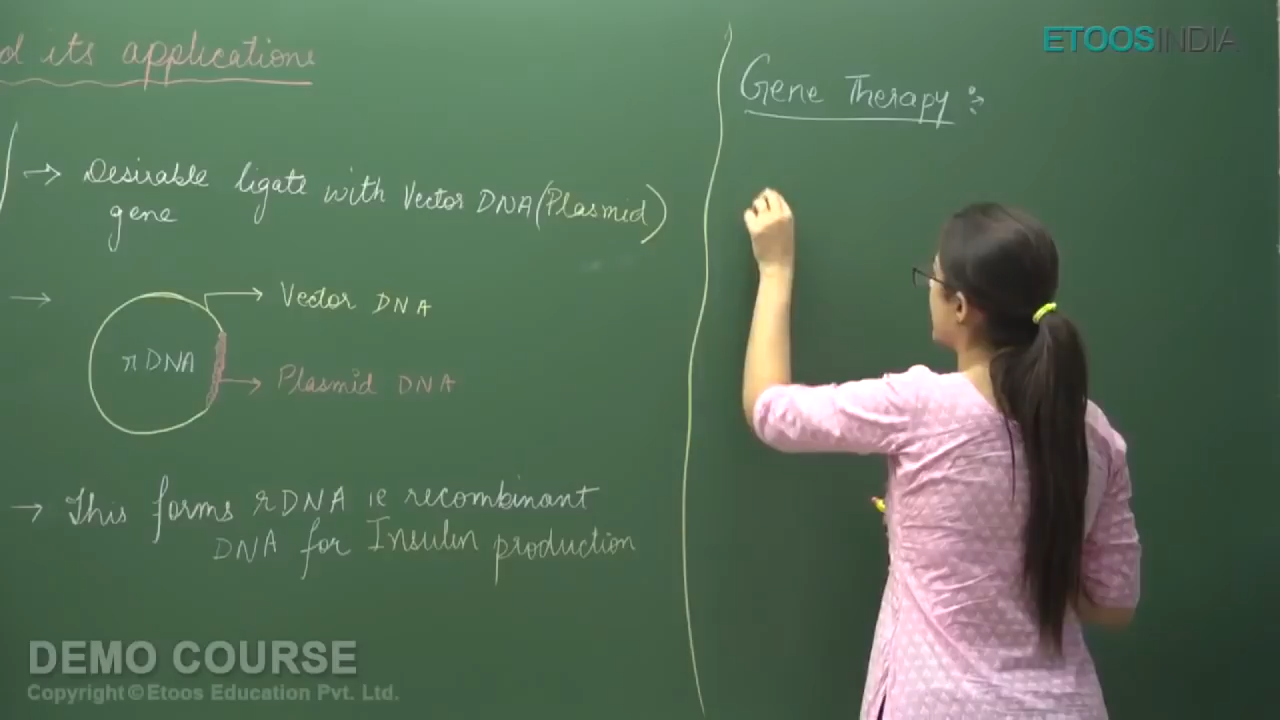 d its applications
→ Desirable ligate with Vector DNA (Plasmid)
gene
→
Vector DNA
rDNA
Plasmid DNA
→ This forms rDNA ie recombinant
DNA for Insulin production
Gene Therapy :→
ETOOSINDIA
DEMO COURSE
Copyright © Etoos Education Pvt. Ltd.